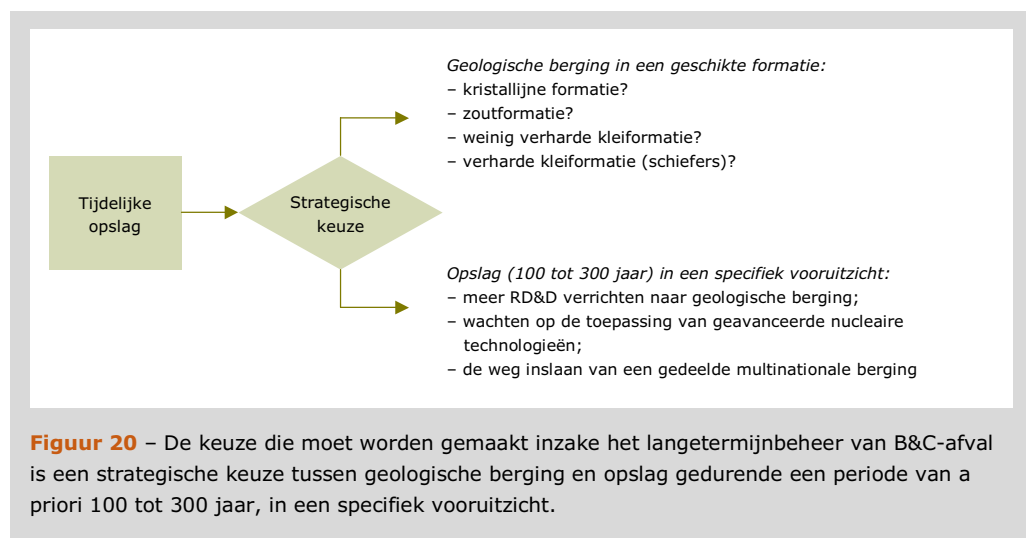 Tijdelijke
opslag
Strategische
keuze
Geologische berging in een geschikte formatie:
– kristallijne formatie?
– zoutformatie?
– weinig verharde kleiformatie?
– verharde kleiformatie (schiefers)?
Opslag (100 tot 300 jaar) in een specifiek vooruitzicht:
– meer RD&D verrichten naar geologische berging;
– wachten op de toepassing van geavanceerde nucleaire
technologieën;
– de weg inslaan van een gedeelde multinationale berging
Figuur 20 – De keuze die moet worden gemaakt inzake het langetermijnbeheer van B&C-afval
is een strategische keuze tussen geologische berging en opslag gedurende een periode van a
priori 100 tot 300 jaar, in een specifiek vooruitzicht.